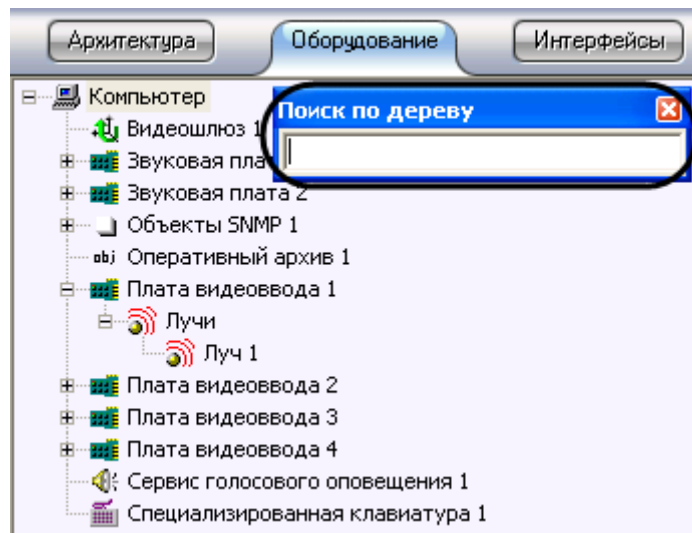 Архитектура Оборудование Интерфейсы
Компьютер
Поиск по дереву
Видеошлюз 1
Звуковая
Звуковая плата 2
Объекты SNMP 1
obj Оперативный архив 1
Плата видеоввода 1
Лучи
Луч 1
Плата видеоввода 2
Плата видеоввода 3
Плата видеоввода 4
Сервис голосового оповещения 1
Специализированная клавиатура 1